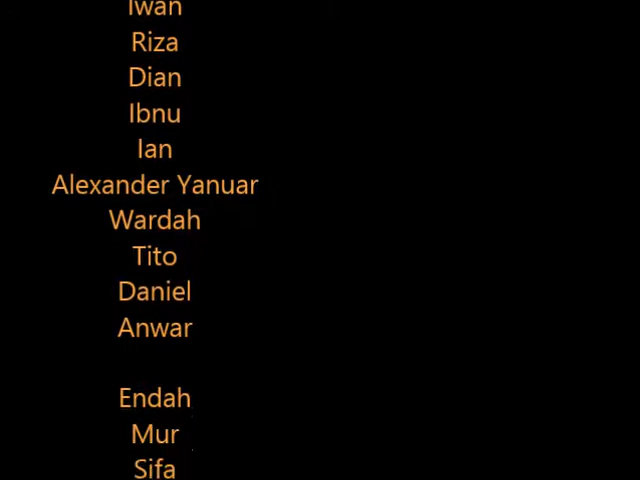 Iwan
Riza
Dian
Ibnu
Ian
Alexander Yanuar
Wardah
Tito
Daniel
Anwar
Endah
Mur
Sifa